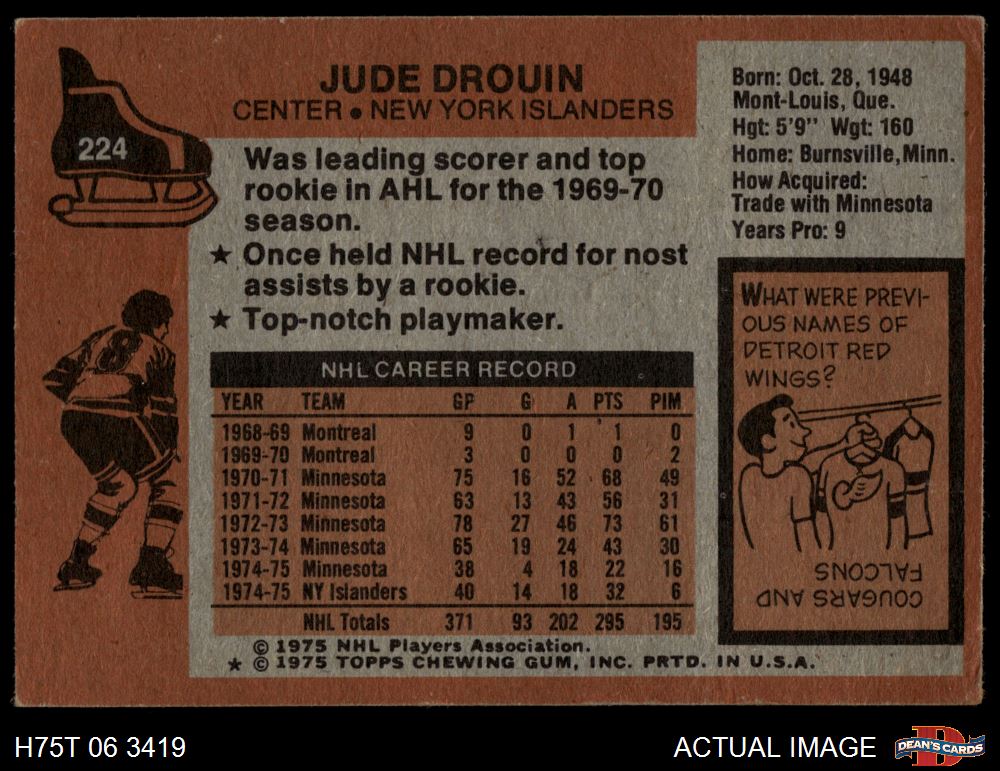 224
JUDE DROUIN
CENTER • NEW YORK ISLANDERS
Was leading scorer and top
rookie in AHL for the 1969-70
season.
★ Once held NHL record for nost
assists by a rookie.
★ Top-notch playmaker.
Born: Oct. 28, 1948
Mont-Louis, Que.
Hgt: 5'9" Wgt: 160
Home: Burnsville, Minn.
How Acquired:
Trade with Minnesota
Years Pro: 9
8
NHL CAREER RECORD
YEAR TEAM GP G A PTS PIM
1968-69 Montreal 9 0 1 1 0
1969-70 Montreal 3 0 0 0 2
1970-71 Minnesota 75 16 52 68 49
1971-72 Minnesota 63 13 43 56 31
1972-73 Minnesota 78 27 46 73 61
1973-74 Minnesota 65 19 24 43 30
1974-75 Minnesota 38 4 18 22 16
1974-75 NY Islanders 40 14 18 32 6
NHL Totals 371 93 202 295 195
WHAT WERE PREVI-
OUS NAMES OF
DETROIT RED
WINGS?
COUGARS AND
FALCONS
© 1975 NHL Players Association.
★ © 1975 TOPPS CHEWING GUM, INC. PRTD. IN U.S.A.
H75T 06 3419
ACTUAL IMAGE
DEAN'S CARDS